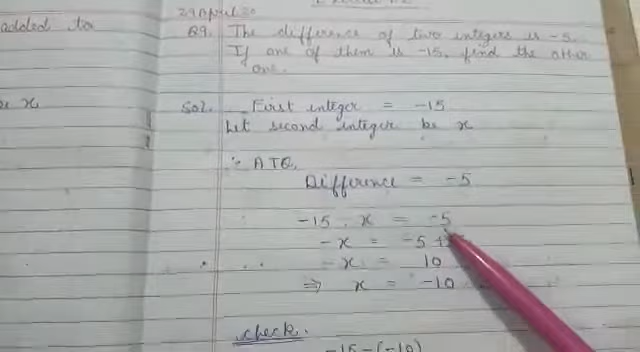 added to
29 April 20
Q9. The difference of two integers is -5.
If one of them is -15, find the other
one.
x
Sol. First integer = -15
Let second integer be x
∴ ATQ,
Difference = -5
-15 - x = -5
-x = -5 +
-x = 10
⇒ x = -10
check.
-15-(-10)